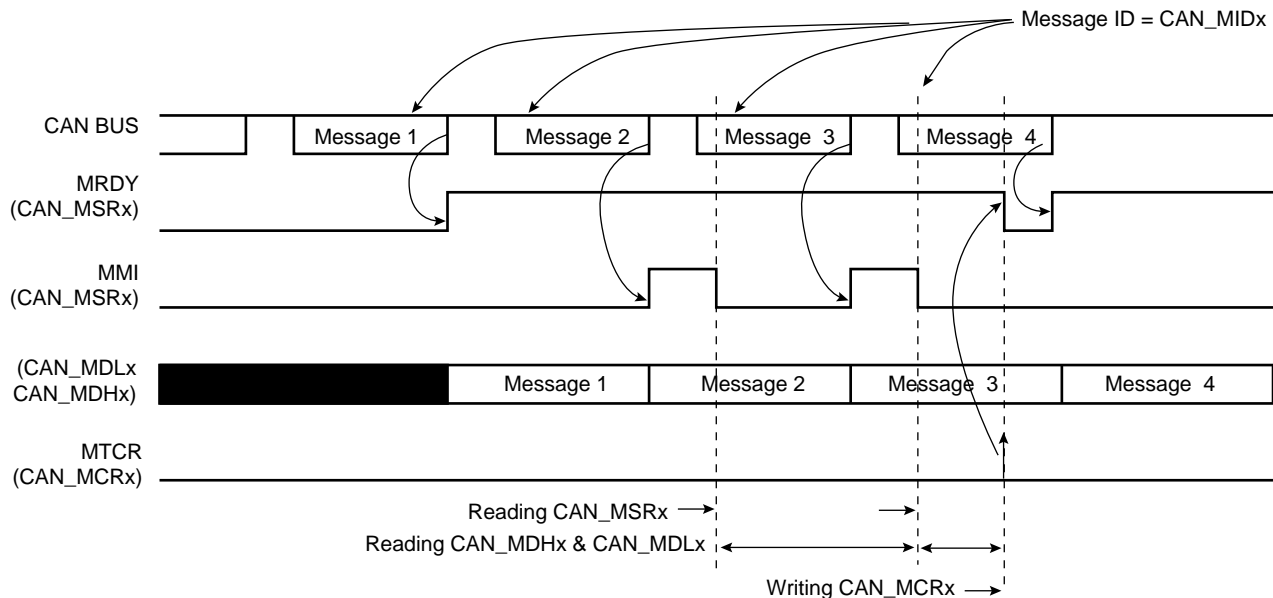 Message ID = CAN_MIDx
CAN BUS
Message 1
Message 2
Message 3
Message 4
MRDY
(CAN_MSRx)
MMI
(CAN_MSRx)
(CAN_MDLx
CAN_MDHx)
Message 1
Message 2
Message 3
Message 4
MTCR
(CAN_MCRx)
Reading CAN_MSRx
Reading CAN_MDHx & CAN_MDLx
Writing CAN_MCRx